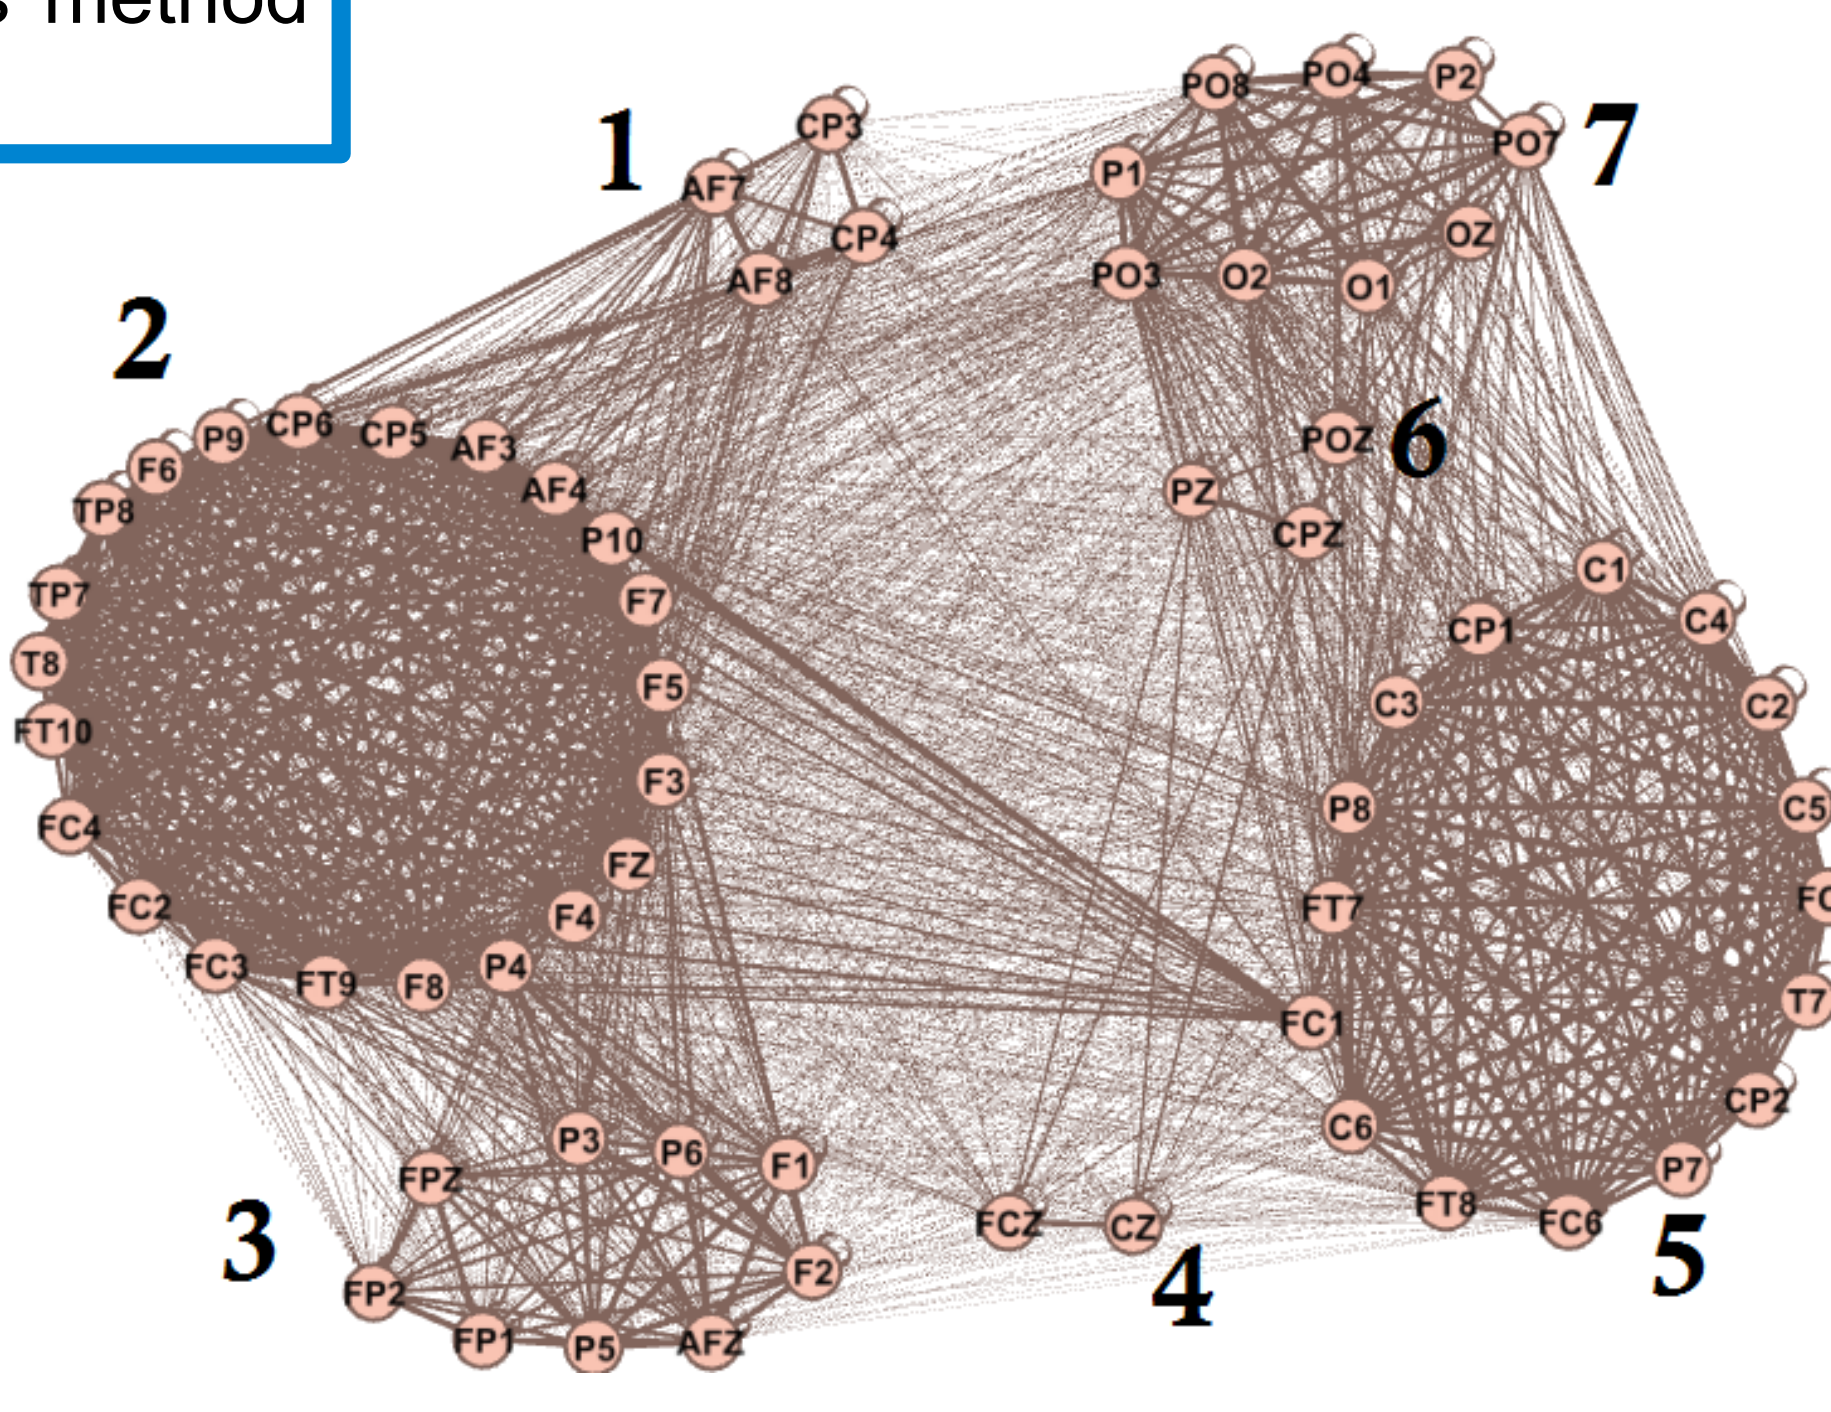 method
PO8 PO4 P2
CP3
1
PO7 7
AF7
P1
CP4
OZ
AF8
PO3 O2 O1
2
P9 CP6 CP5 AF3
POZ 6
F6
AF4
PZ
TP8
P10
CPZ
TP7
F7
C1
CP1
C4
T8
F5
C3
C2
FT10
F3
P8
C5
FC4
FZ
FC2
F4
FT7
FC3
FT9 F8 P4
T7
FC1
C6
CP2
P3 P6 F1
FPZ
P7
FT8 FC6
FCZ CZ
3
F2
4
5
FP2
FP1 P5 AFZ